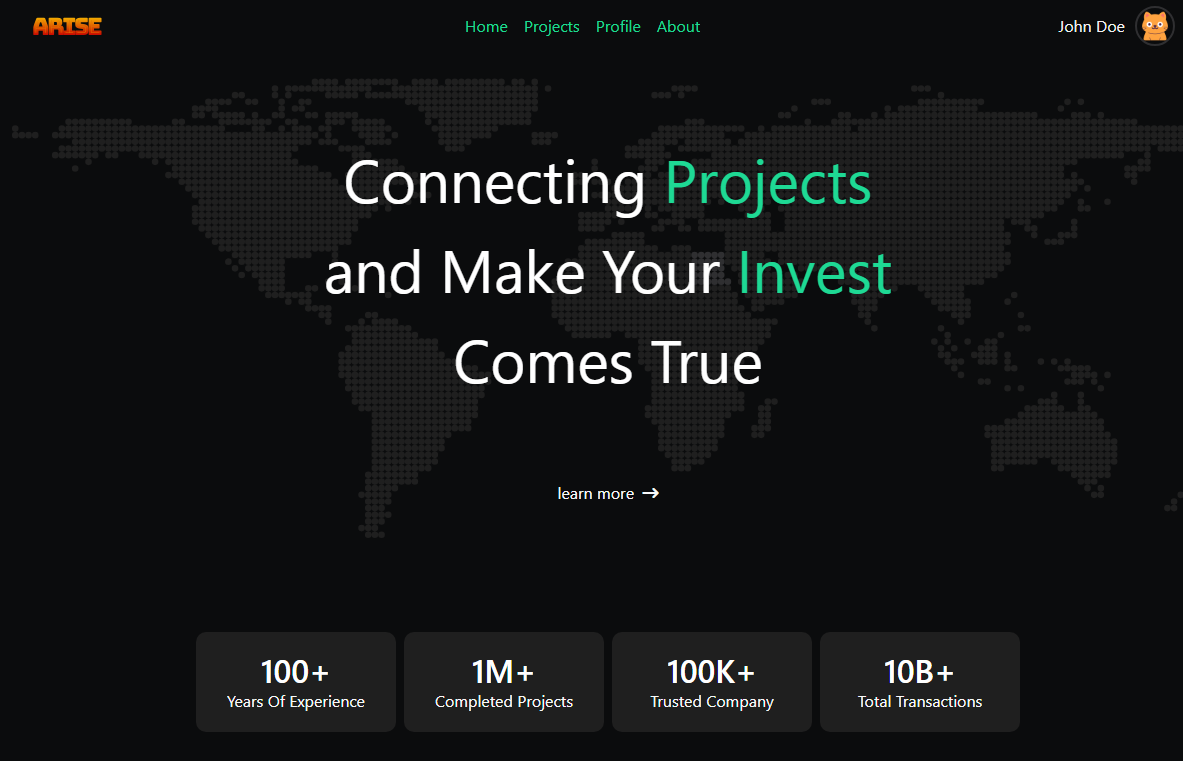 ARISE
Home Projects Profile About
John Doe
Connecting Projects
and Make Your Invest
Comes True
learn more →
100+
Years Of Experience
1M+
Completed Projects
100K+
Trusted Company
10B+
Total Transactions